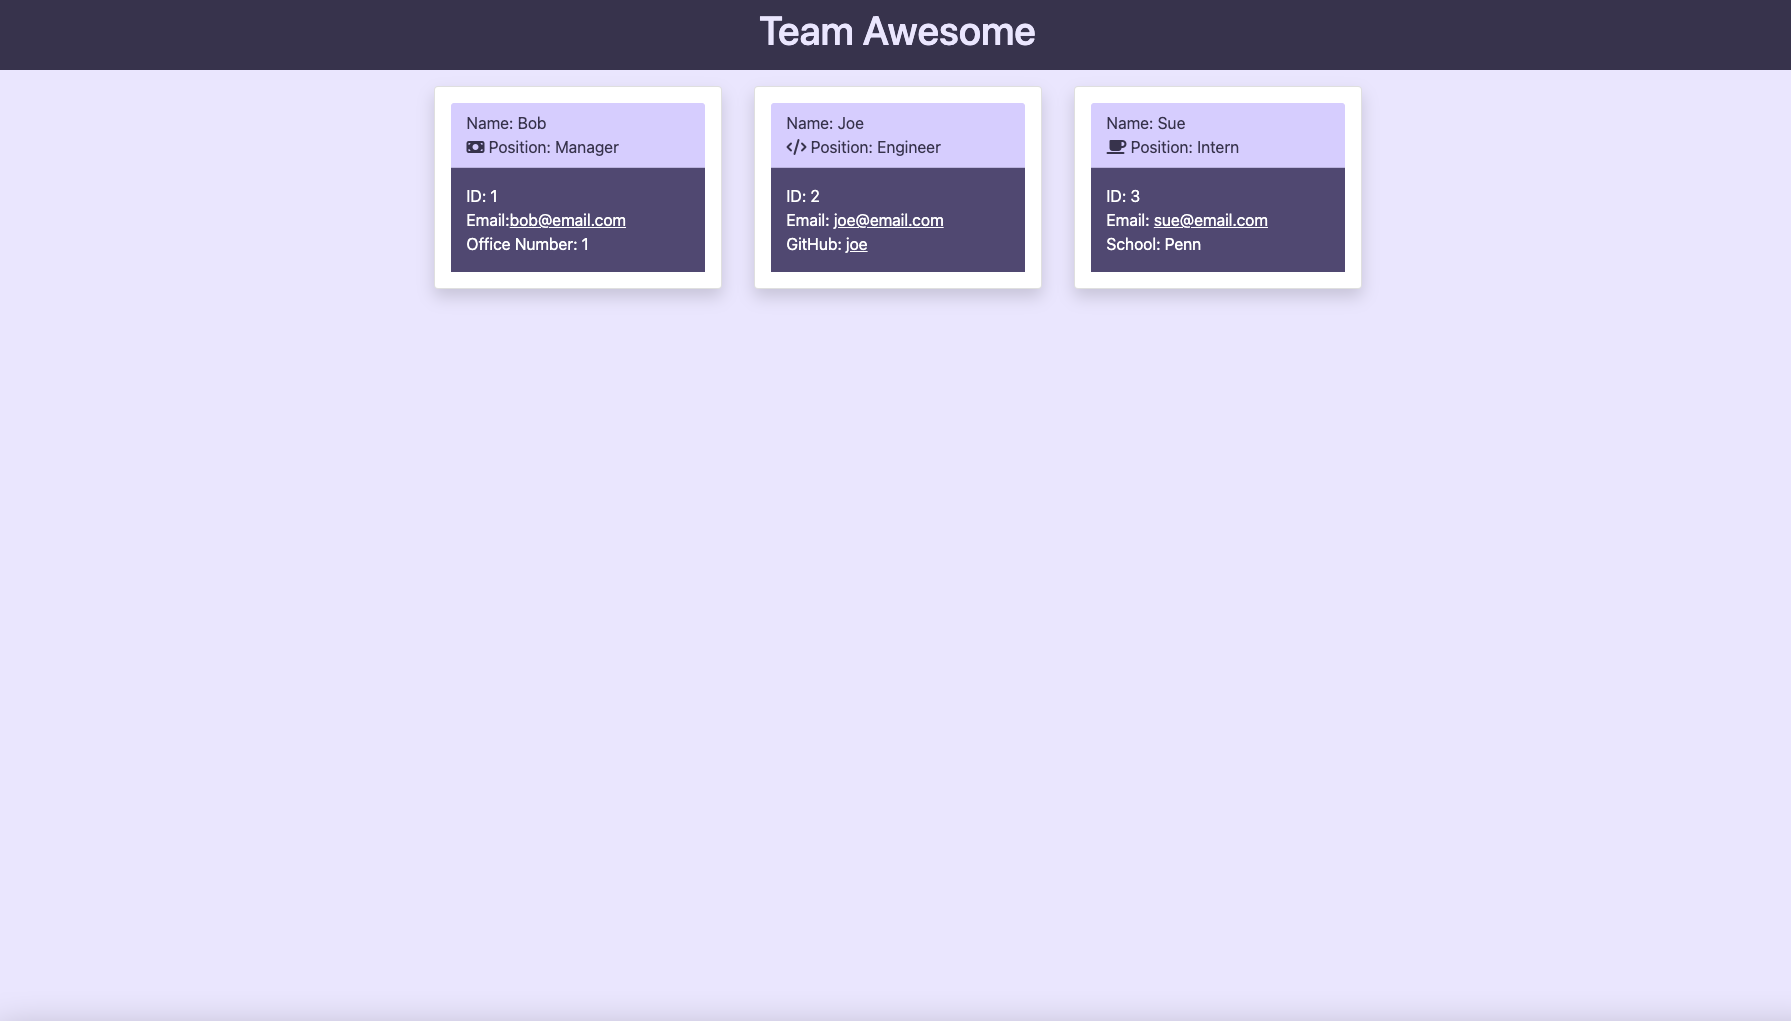 Team Awesome
Name: Bob
Position: Manager
ID: 1
Email:bob@email.com
Office Number: 1
Name: Joe
Position: Engineer
ID: 2
Email: joe@email.com
GitHub: joe
Name: Sue
Position: Intern
ID: 3
Email: sue@email.com
School: Penn